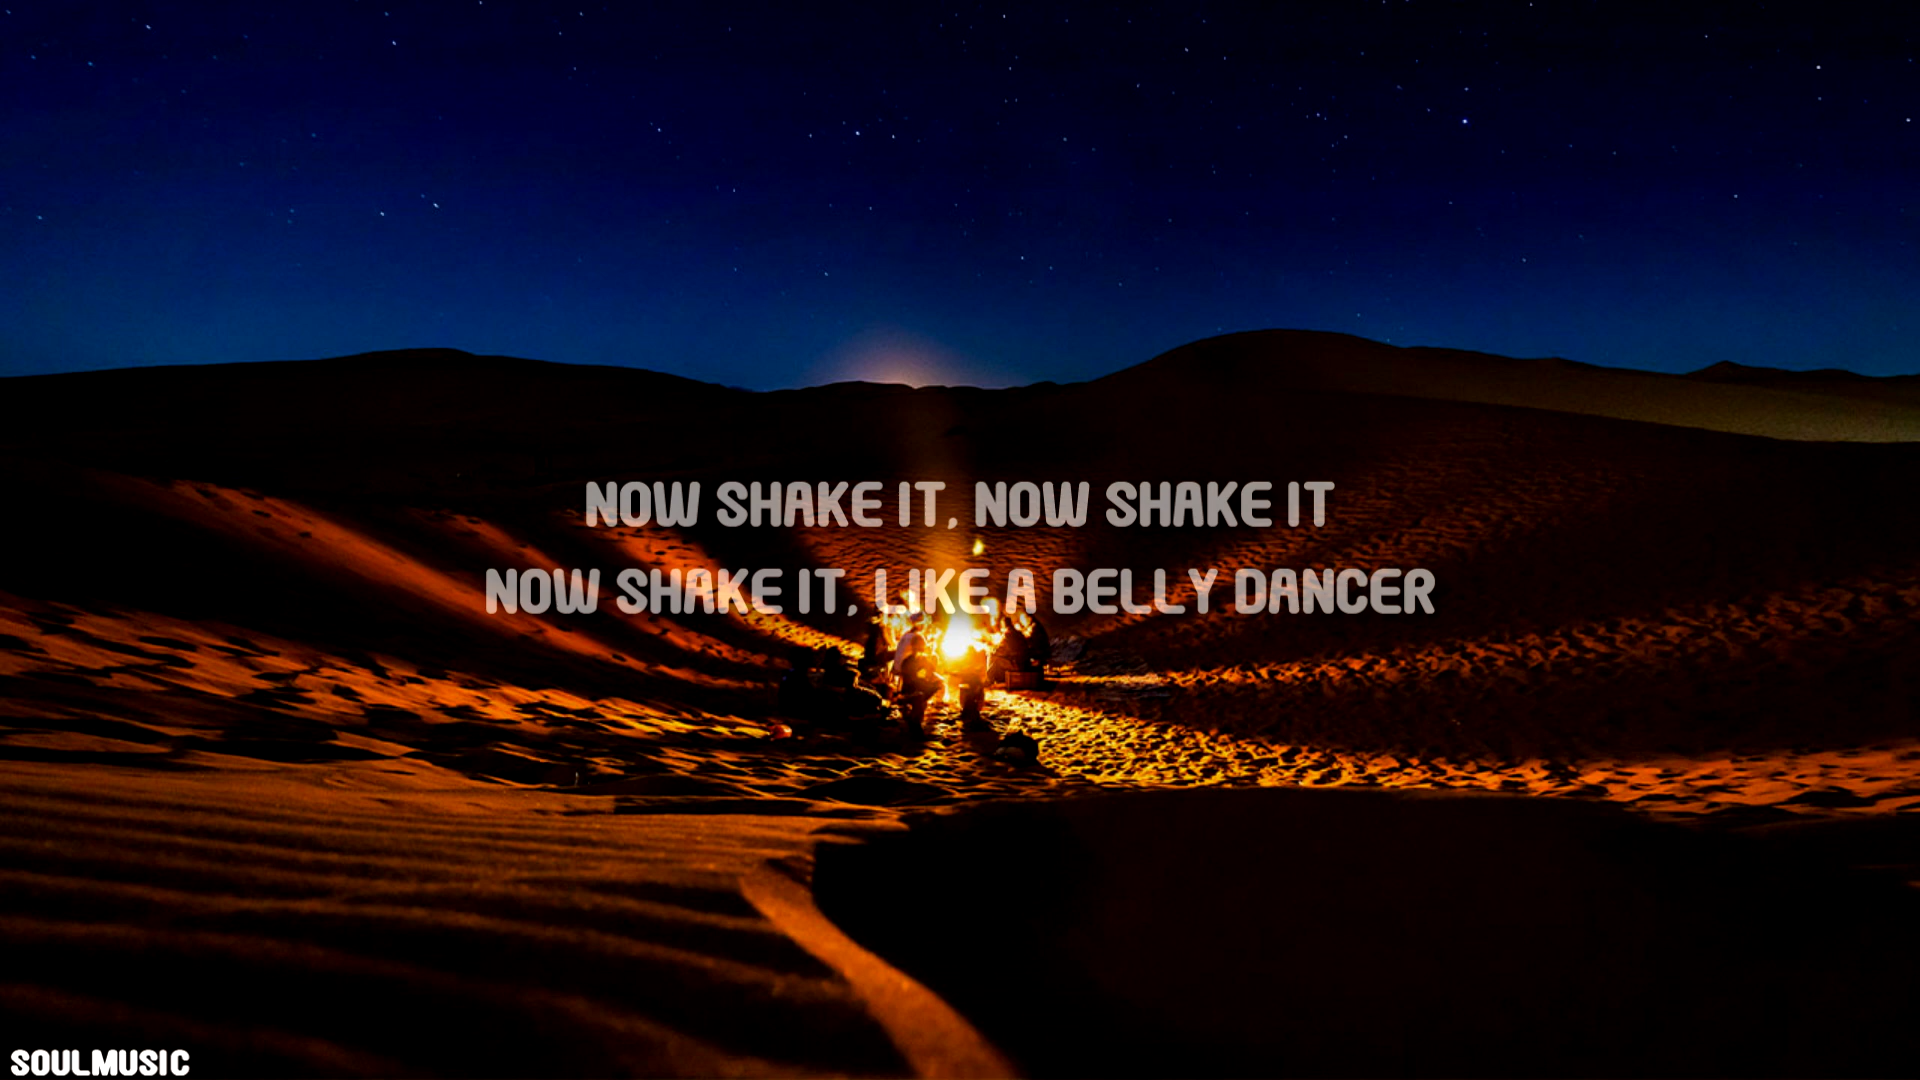 NOW SHAKE IT, NOW SHAKE IT
NOW SHAKE IT, LIKE A BELLY DANCER
SOULMUSIC